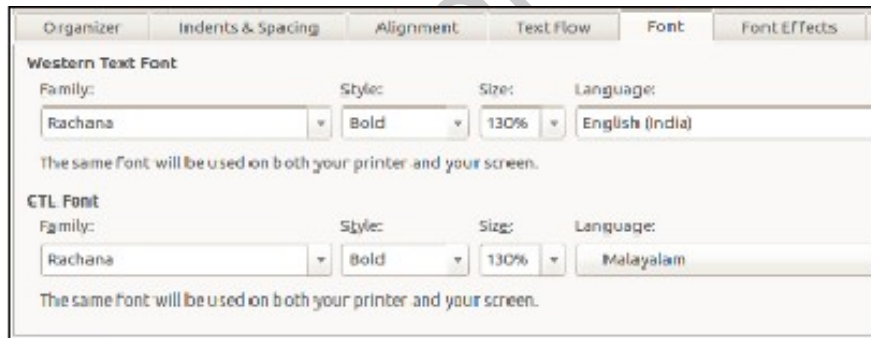 Organizer Indents & Spacing Alignment Text Flow Font Font Effects
Western Text Font
Family: Style: Size: Language:
Rachana Bold 130% English (India)
The same font will be used on both your printer and your screen.
CTL Font
Family: Style: Size: Language:
Rachana Bold 130% Malayalam
The same font will be used on both your printer and your screen.